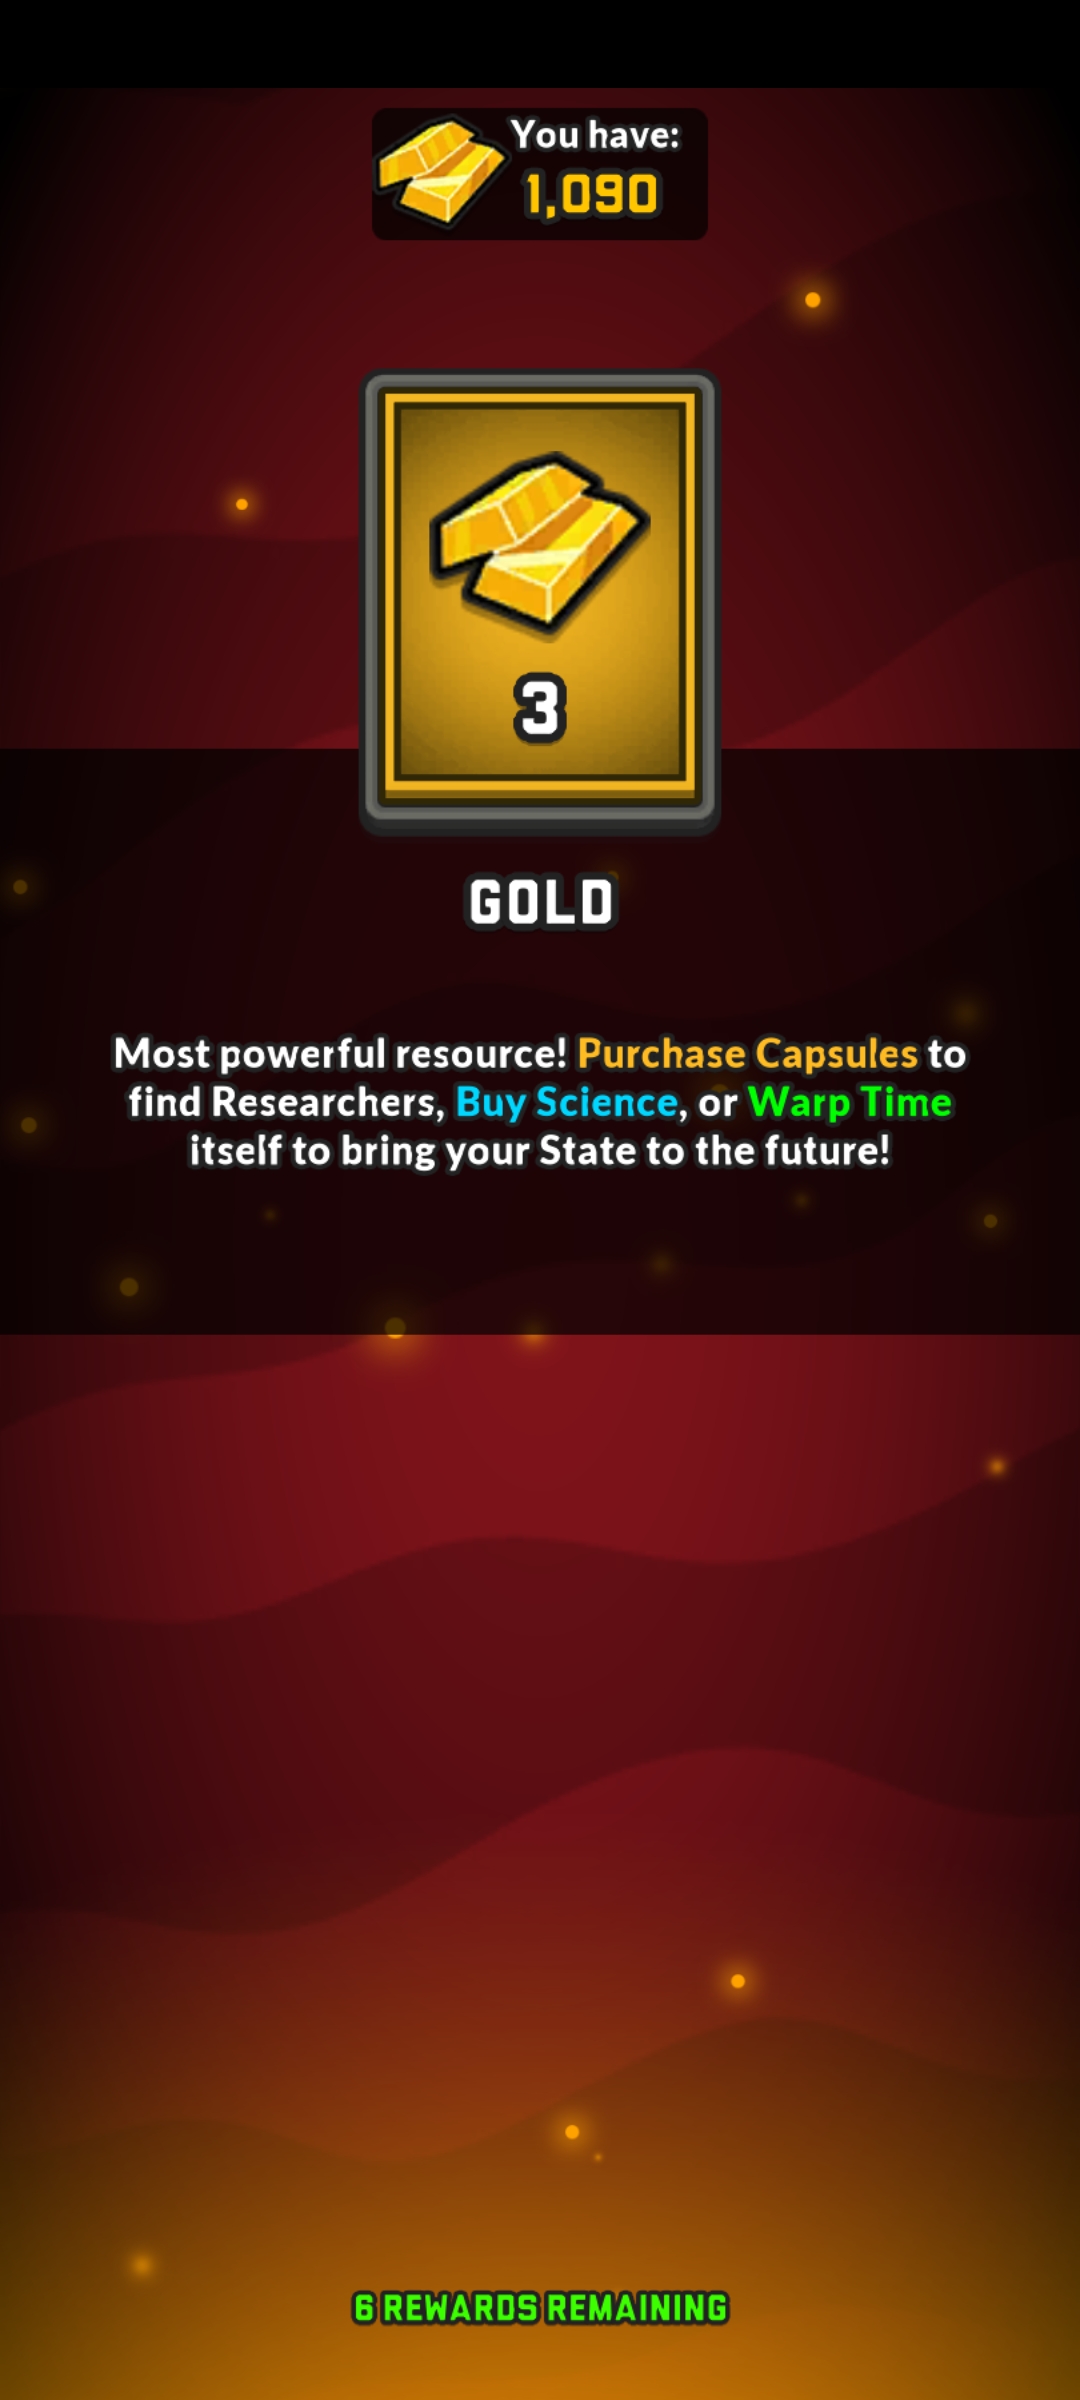 You have:
1,090
3
GOLD
Most powerful resource! Purchase Capsules to
find Researchers, Buy Science, or Warp Time
itself to bring your State to the future!
6 REWARDS REMAINING